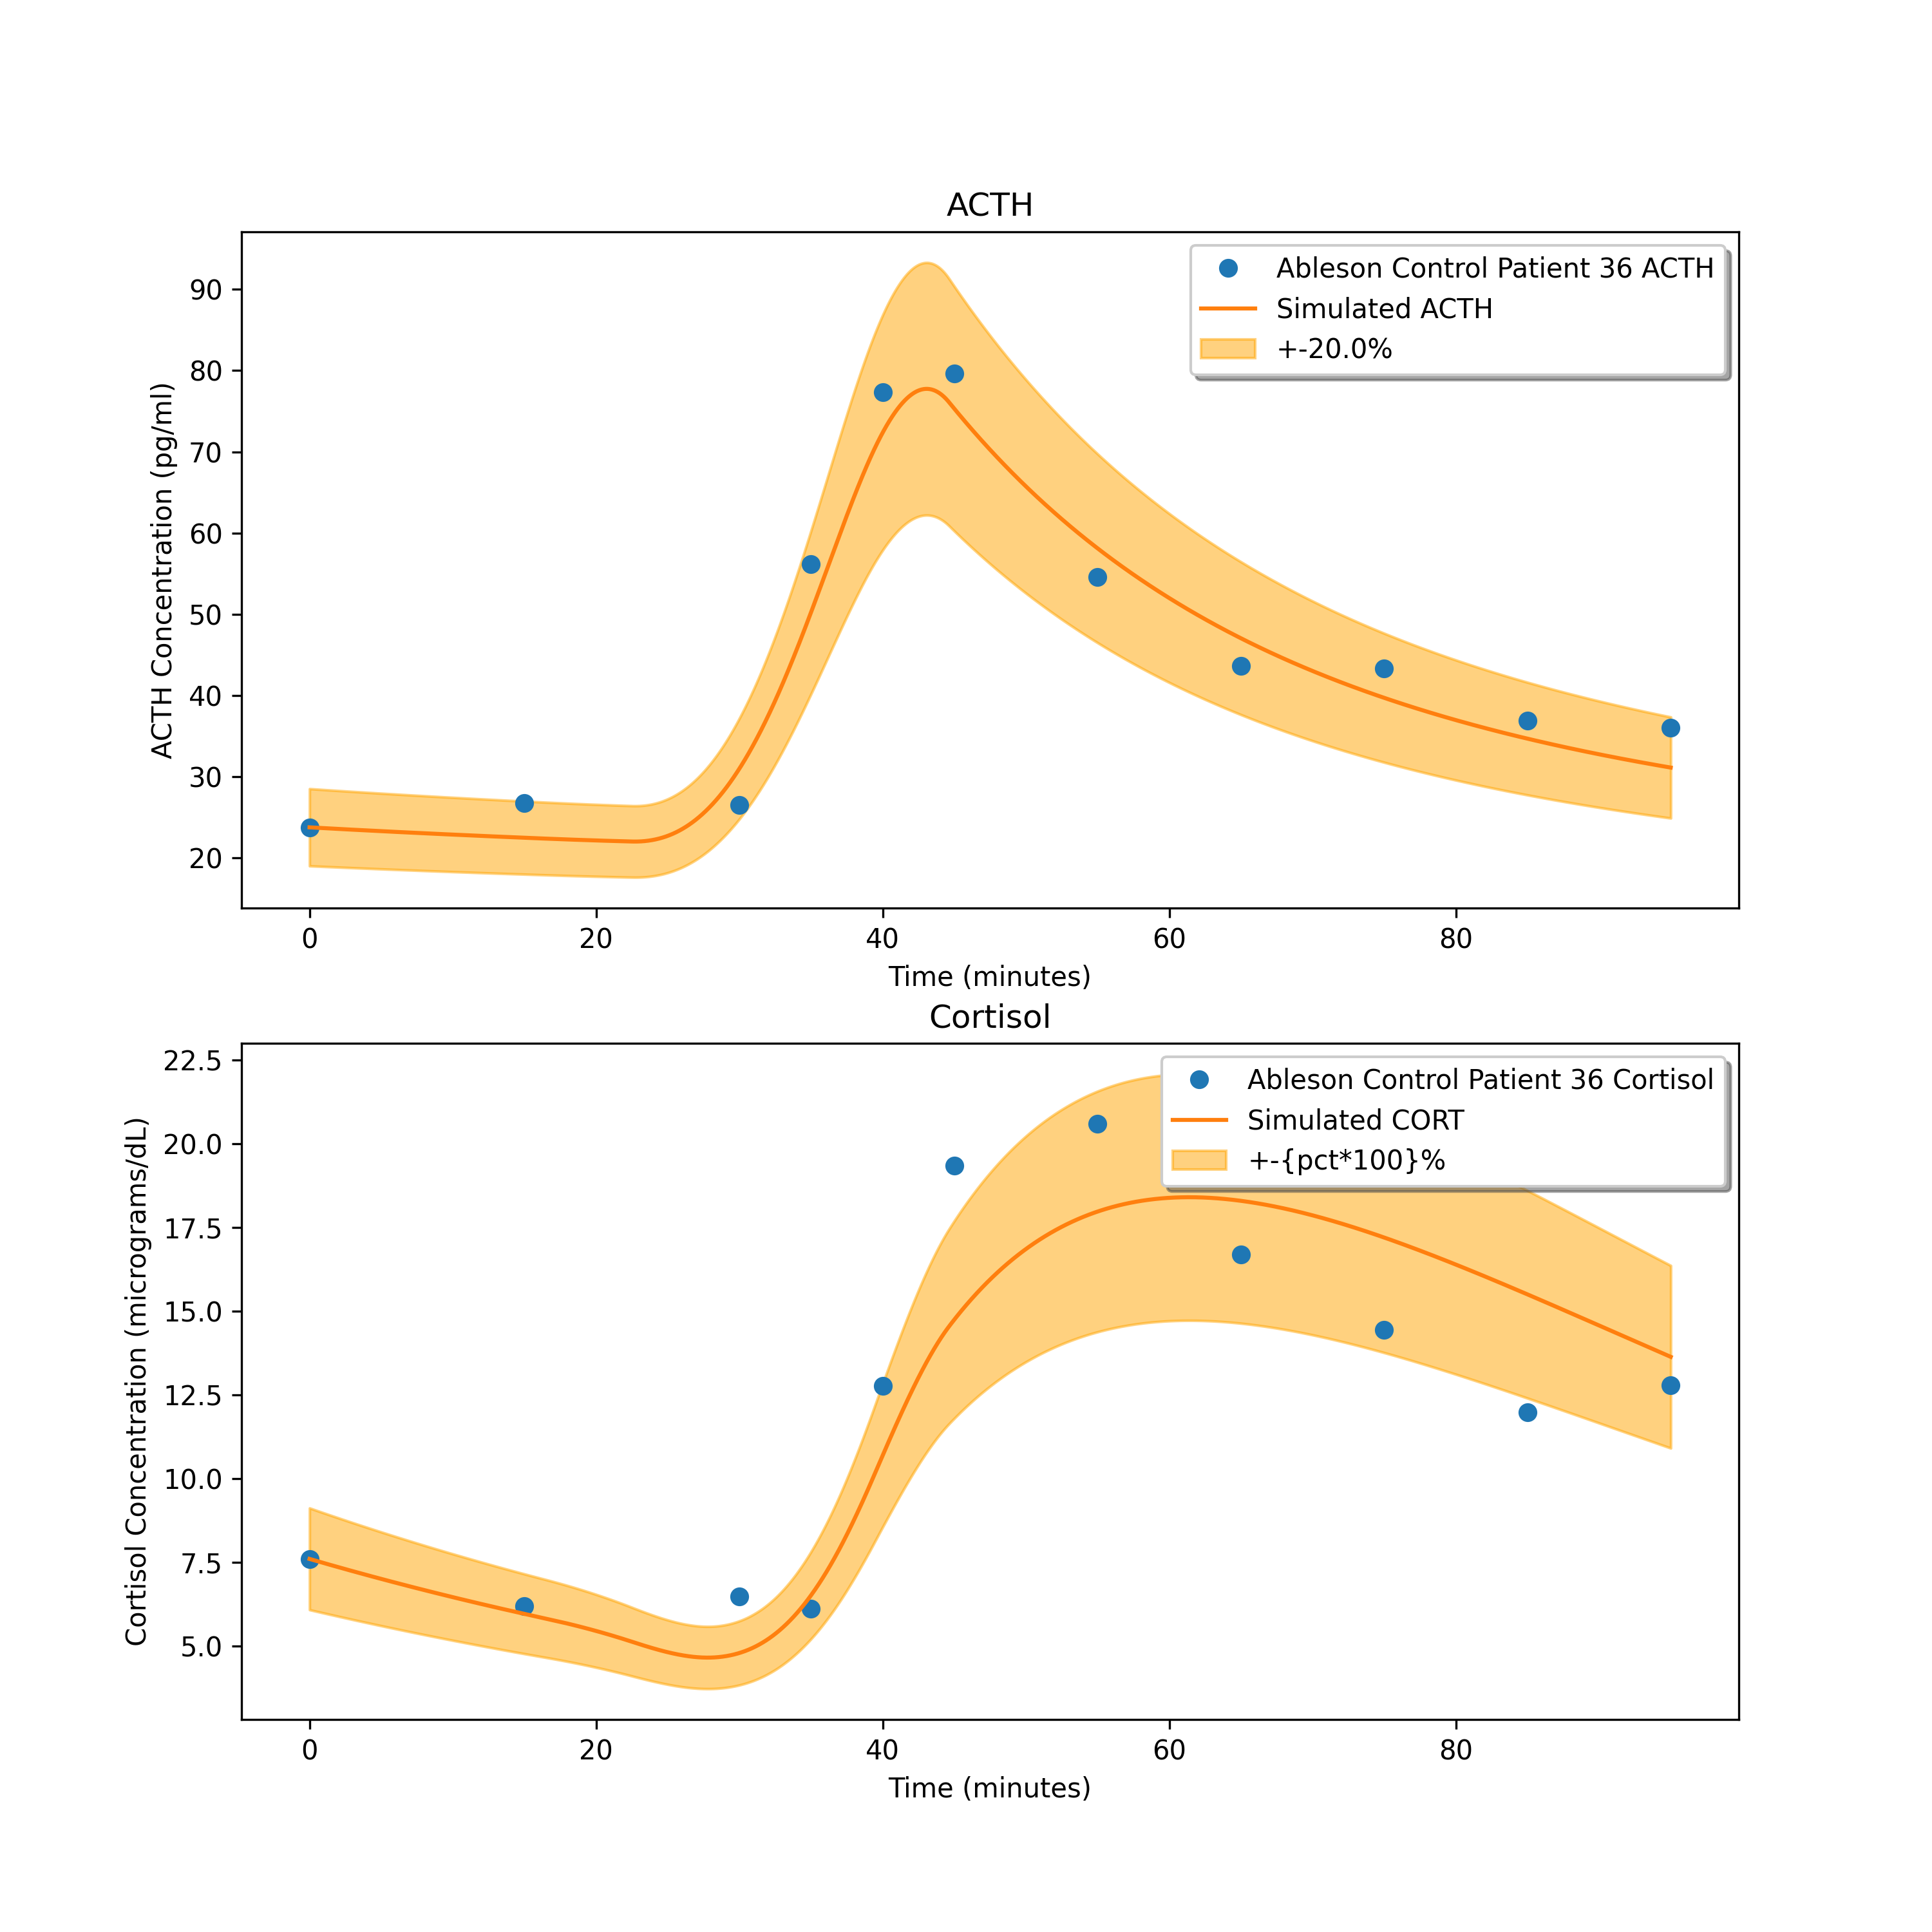 ACTH
90
80
70
60
50
40
30
20
ACTH Concentration (pg/ml)
Ableson Control Patient 36 ACTH
Simulated ACTH
+-20.0%
0 20 40 60 80
Time (minutes)
Cortisol
22.5
20.0
17.5
15.0
12.5
10.0
7.5
5.0
Cortisol Concentration (micrograms/dL)
Ableson Control Patient 36 Cortisol
Simulated CORT
+-{pct*100}%
0 20 40 60 80
Time (minutes)